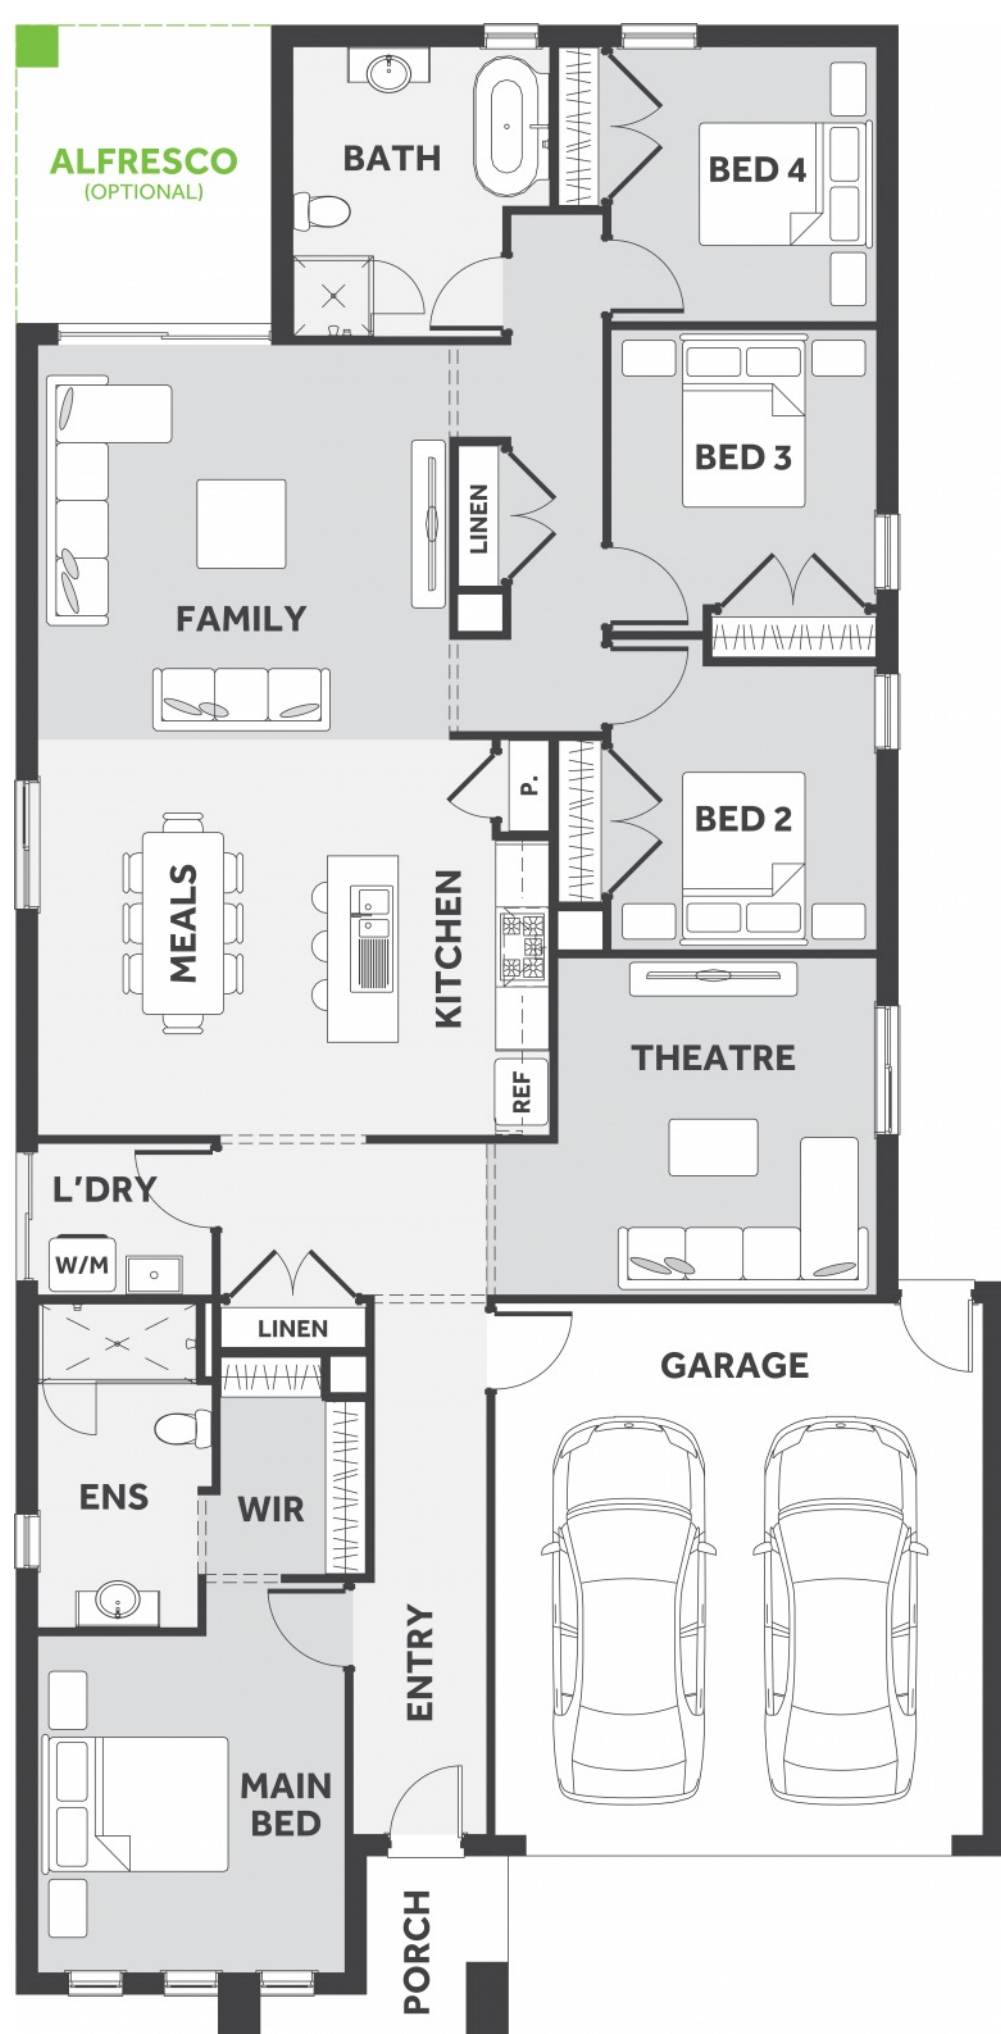 ALFRESCO
(OPTIONAL)
BATH
BED 4
BED 3
LINEN
FAMILY
P.
BED 2
MEALS
KITCHEN
THEATRE
REF
L'DRY
W/M
LINEN
GARAGE
ENS
WIR
ENTRY
MAIN
BED
PORCH